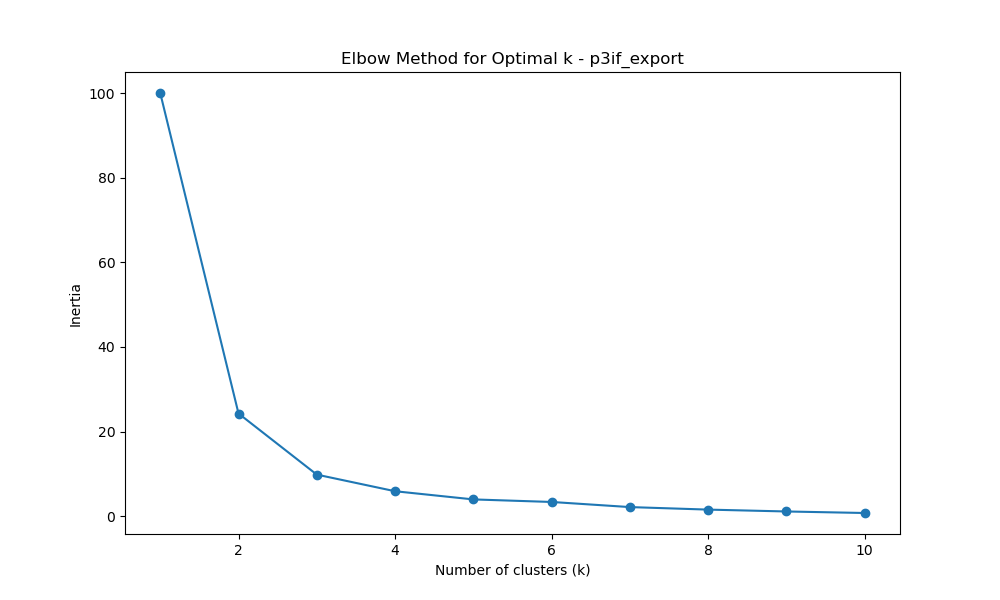 Elbow Method for Optimal k - p3if_export
100
80
60
40
20
0
Inertia
2 4 6 8 10
Number of clusters (k)